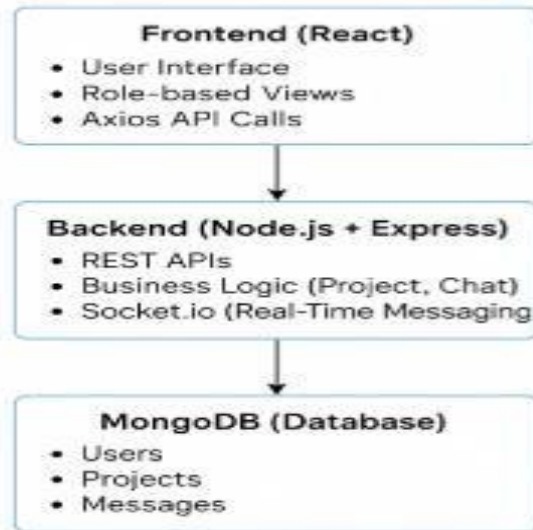 Frontend (React)
• User Interface
• Role-based Views
• Axios API Calls
Backend (Node.js + Express)
• REST APIs
• Business Logic (Project, Chat)
• Socket.io (Real-Time Messaging
MongoDB (Database)
• Users
• Projects
• Messages